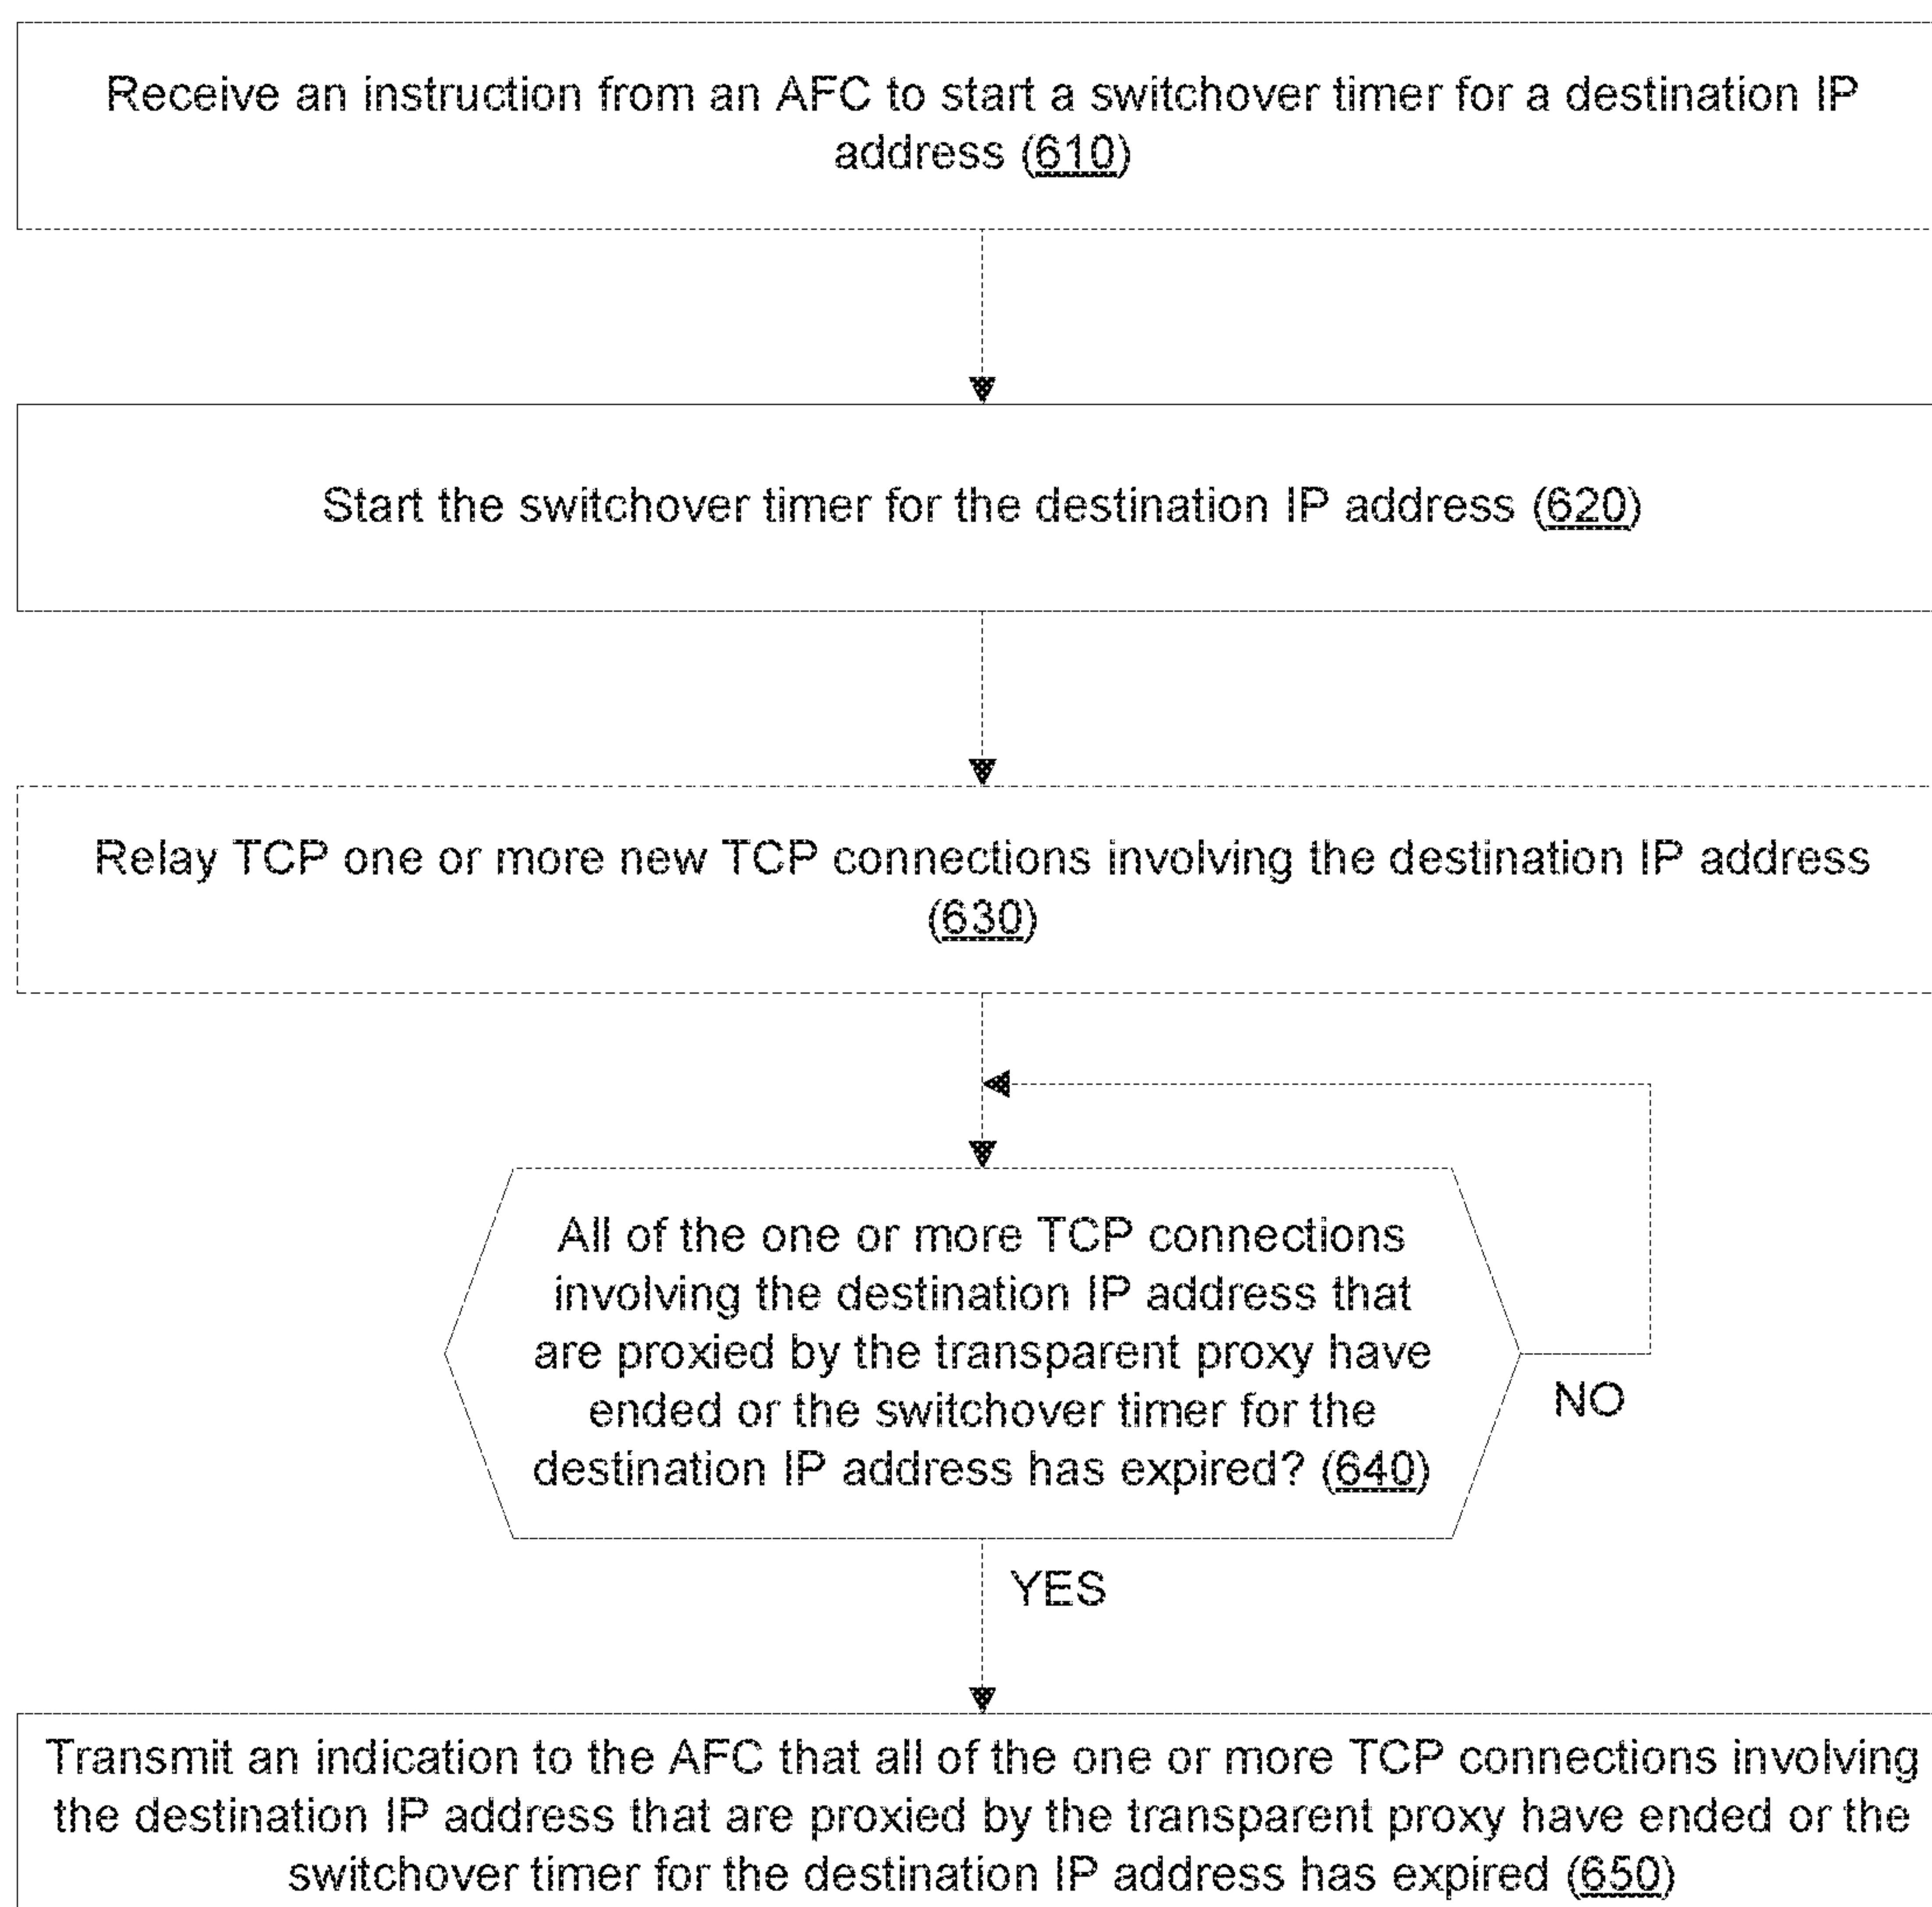 Receive an instruction from an AFC to start a switchover timer for a destination IP
address (610)
Start the switchover timer for the destination IP address (620)
Relay TCP one or more new TCP connections involving the destination IP address
(630)
All of the one or more TCP connections
involving the destination IP address that
are proxied by the transparent proxy have
ended or the switchover timer for the
destination IP address has expired? (640)
NO
YES
Transmit an indication to the AFC that all of the one or more TCP connections involving
the destination IP address that are proxied by the transparent proxy have ended or the
switchover timer for the destination IP address has expired (650)